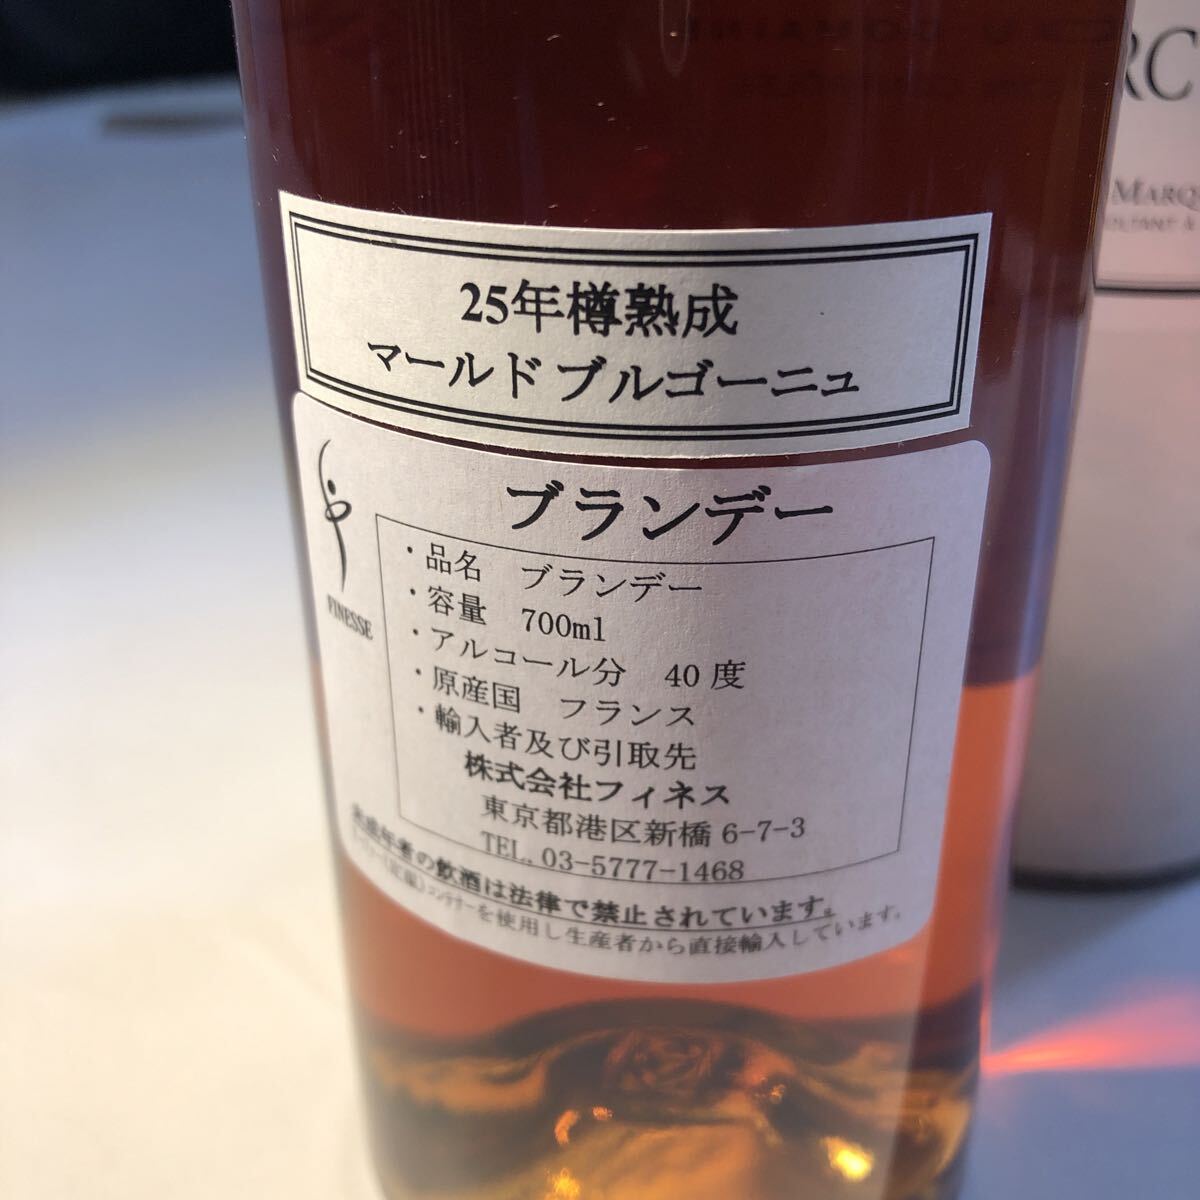 25年樽熟成
マールド ブルゴーニュ
ブランデー
・品名 ブランデー
・容量 700ml
・アルコール分 40度
・原産国 フランス
・輸入者及び引取先
株式会社フィネス
東京都港区新橋 6-7-3
TEL. 03-5777-1468
未成年者の飲酒は法律で禁止されています。
コンテナーを使用し生産者から直接輸入しています。
FINESSE
RC
MARQ